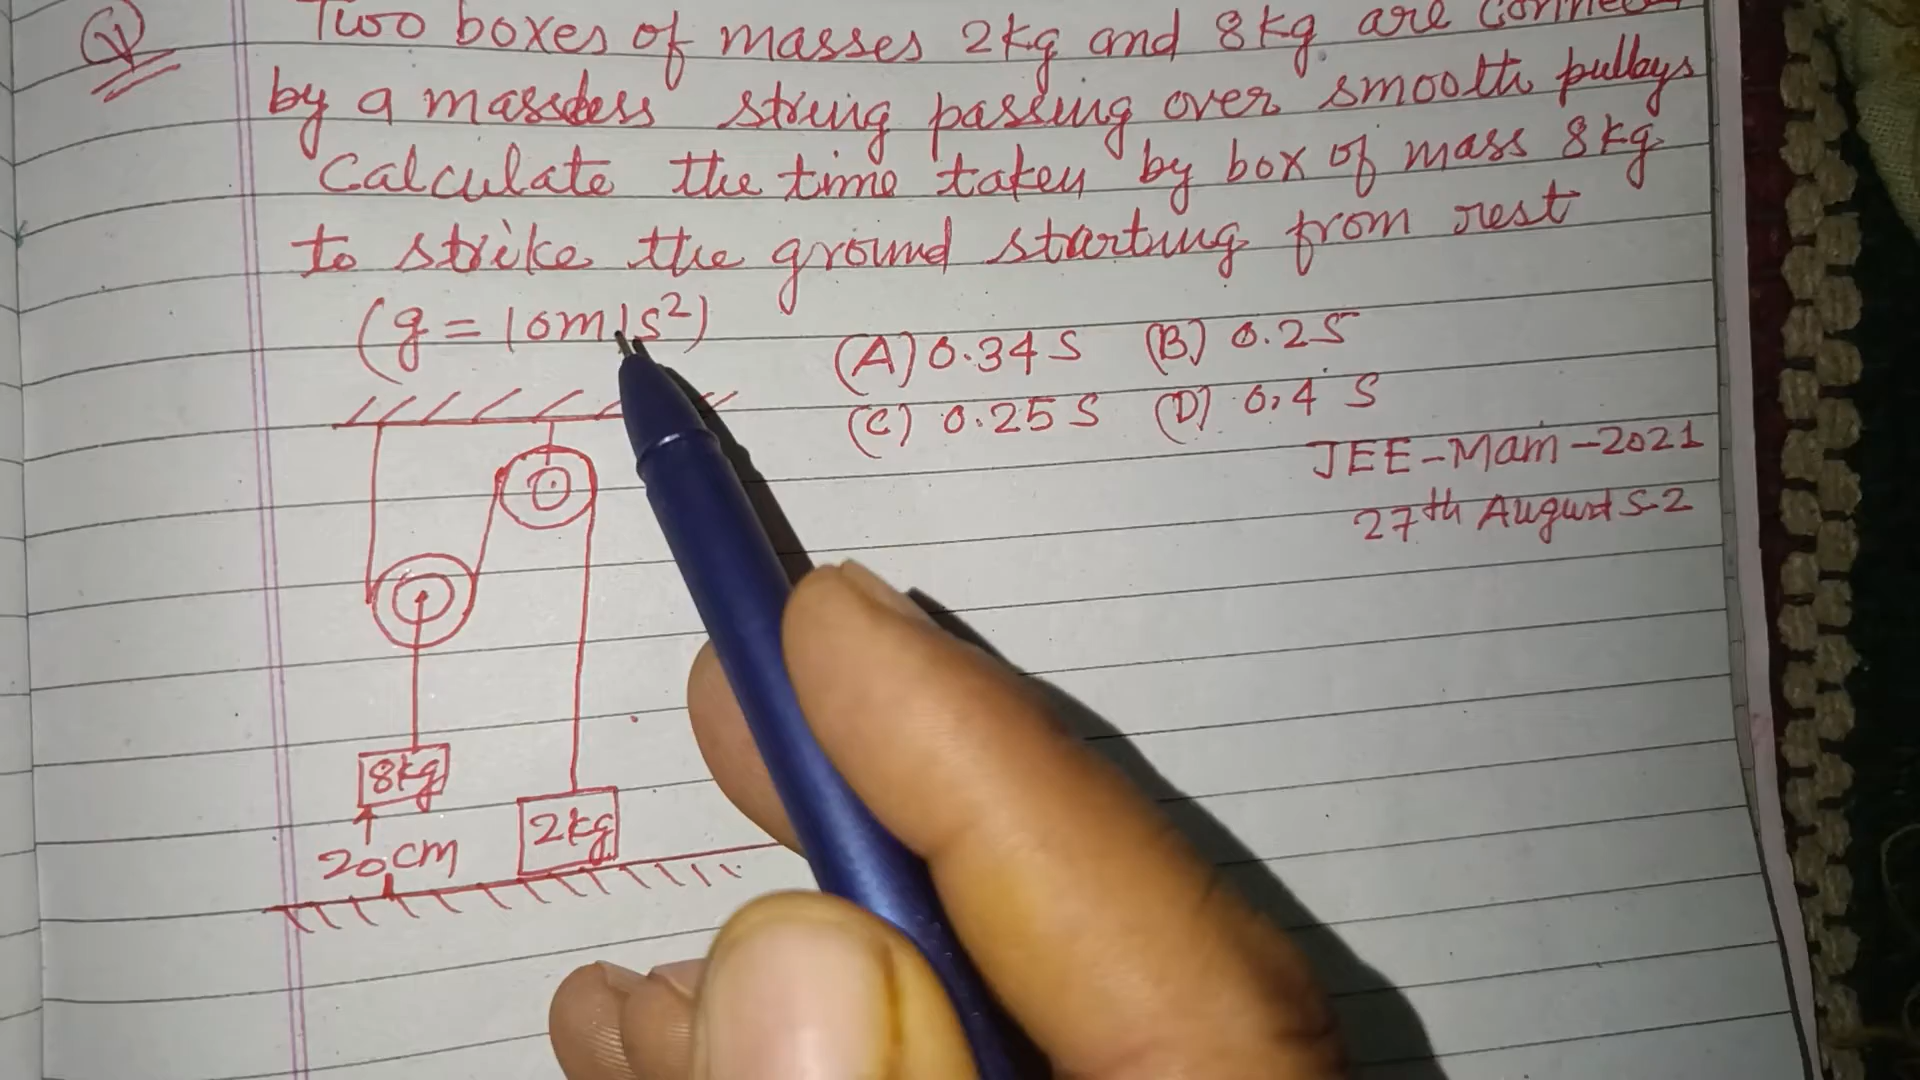 Q
Two boxes of masses 2kg and 8kg are
by a massless string passing over smooth pulleys
Calculate the time taken by box of mass 8kg
to strike the ground starting from rest
(g = 10m/s²)
(A) 0.34 S (B) 0.2 S
(C) 0.25 S (D) 0.4 S
JEE-Main-2021
27th August S-2
8kg
2kg
20cm